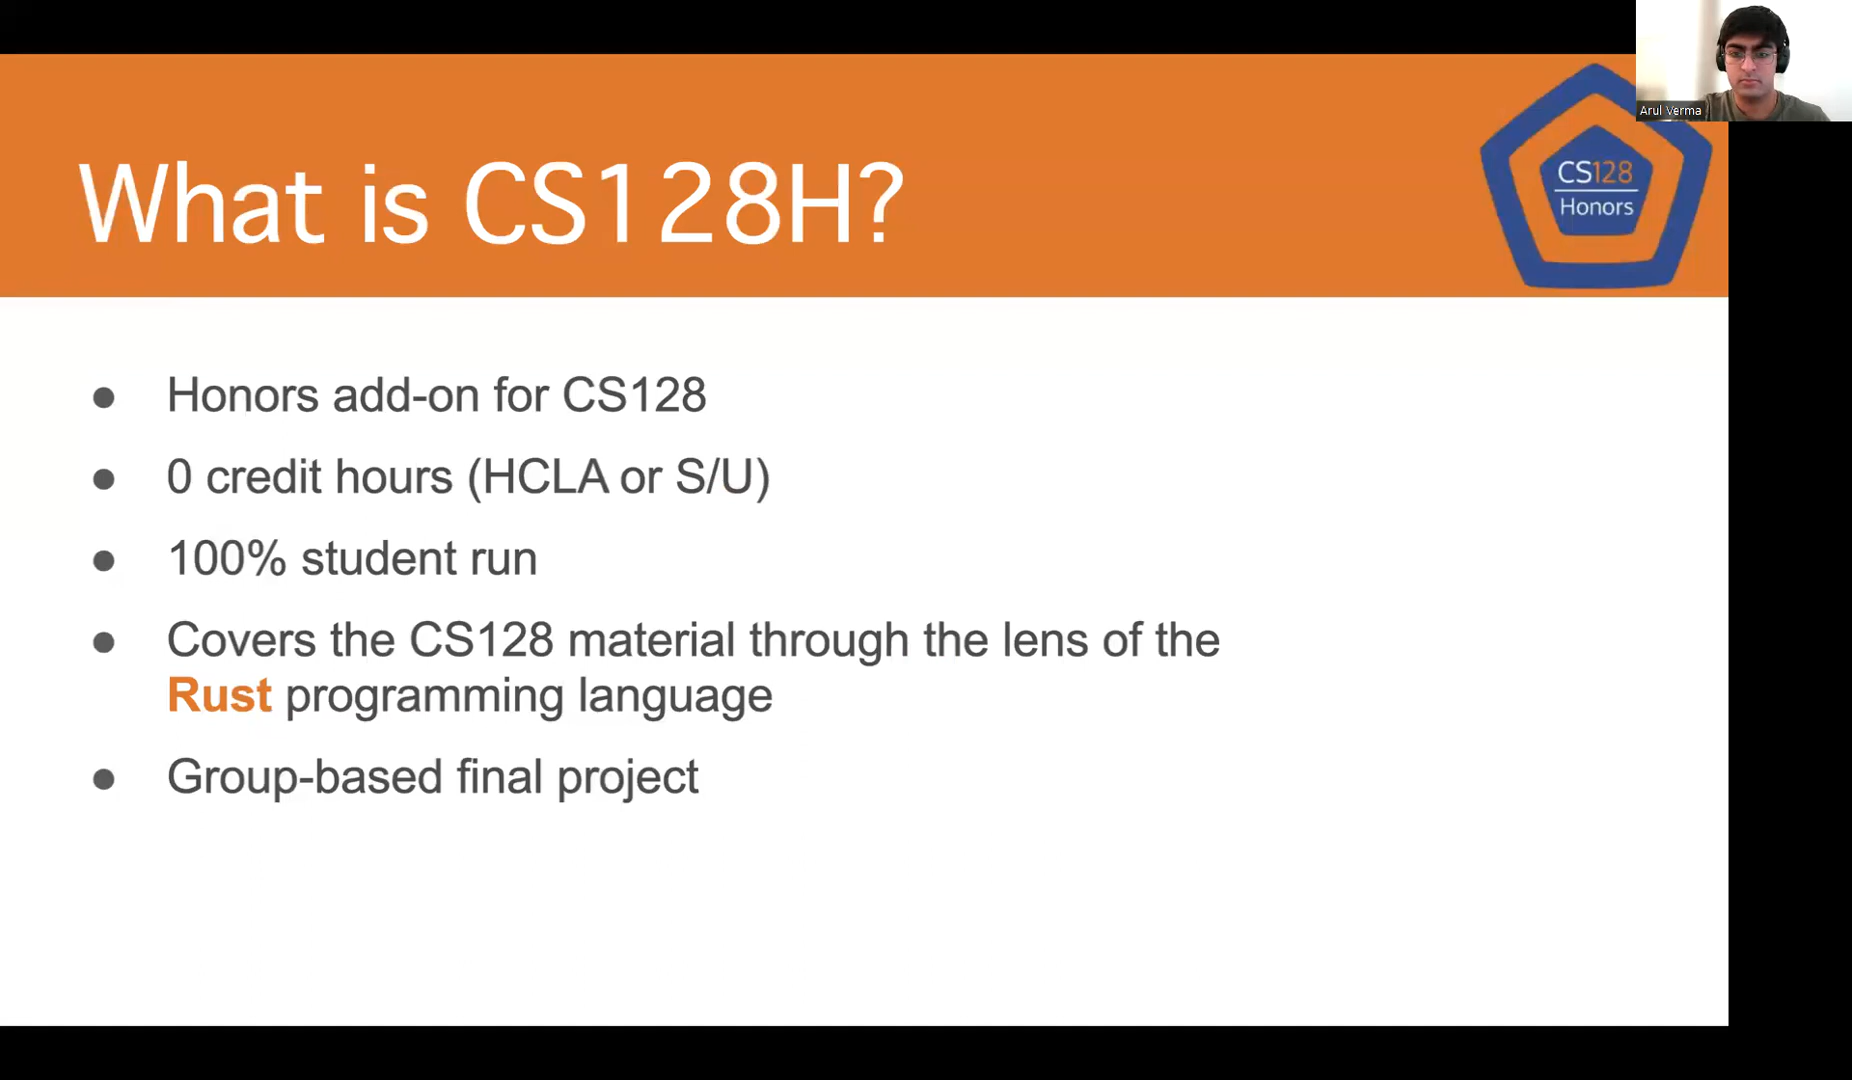 Arul Verma
What is CS128H?
CS128
Honors
● Honors add-on for CS128
● 0 credit hours (HCLA or S/U)
● 100% student run
● Covers the CS128 material through the lens of the
Rust programming language
● Group-based final project